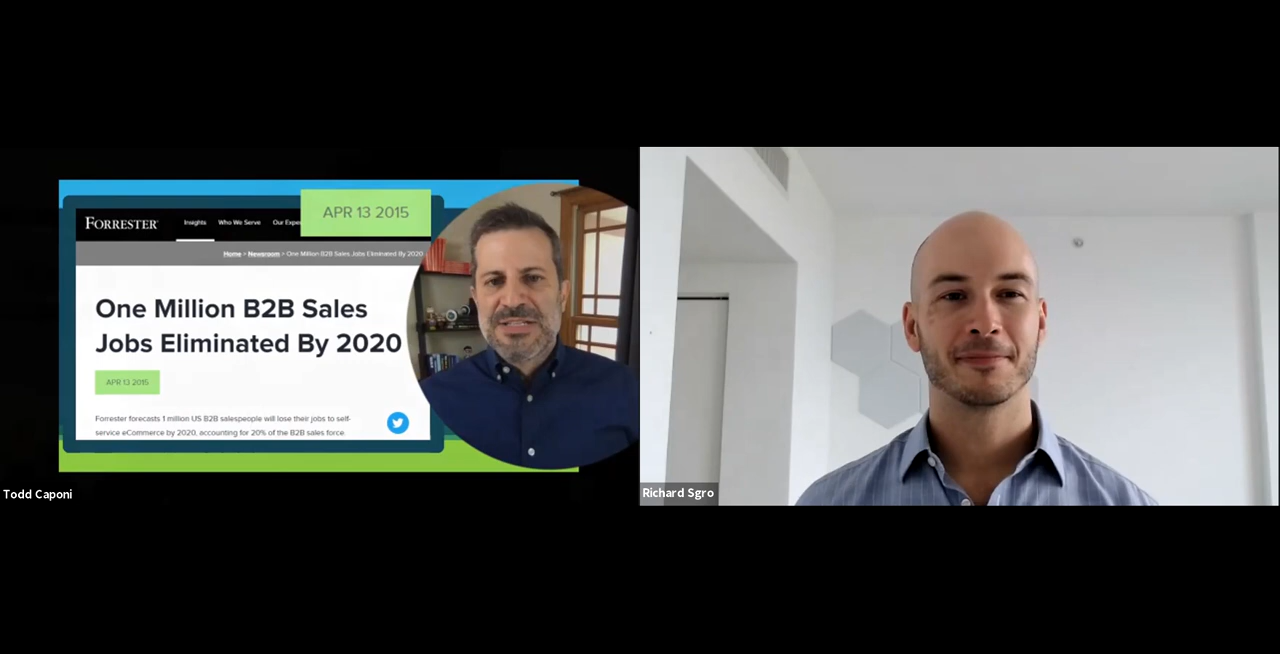 APR 13 2015
FORRESTER
Insights Who We Serve Our Exper
Home > Newsroom > One Million B2B Sales Jobs Eliminated By 2020
One Million B2B Sales
Jobs Eliminated By 2020
APR 13 2015
Forrester forecasts 1 million US B2B salespeople will lose their jobs to self-
service eCommerce by 2020, accounting for 20% of the B2B sales force.
Todd Caponi
Richard Sgro